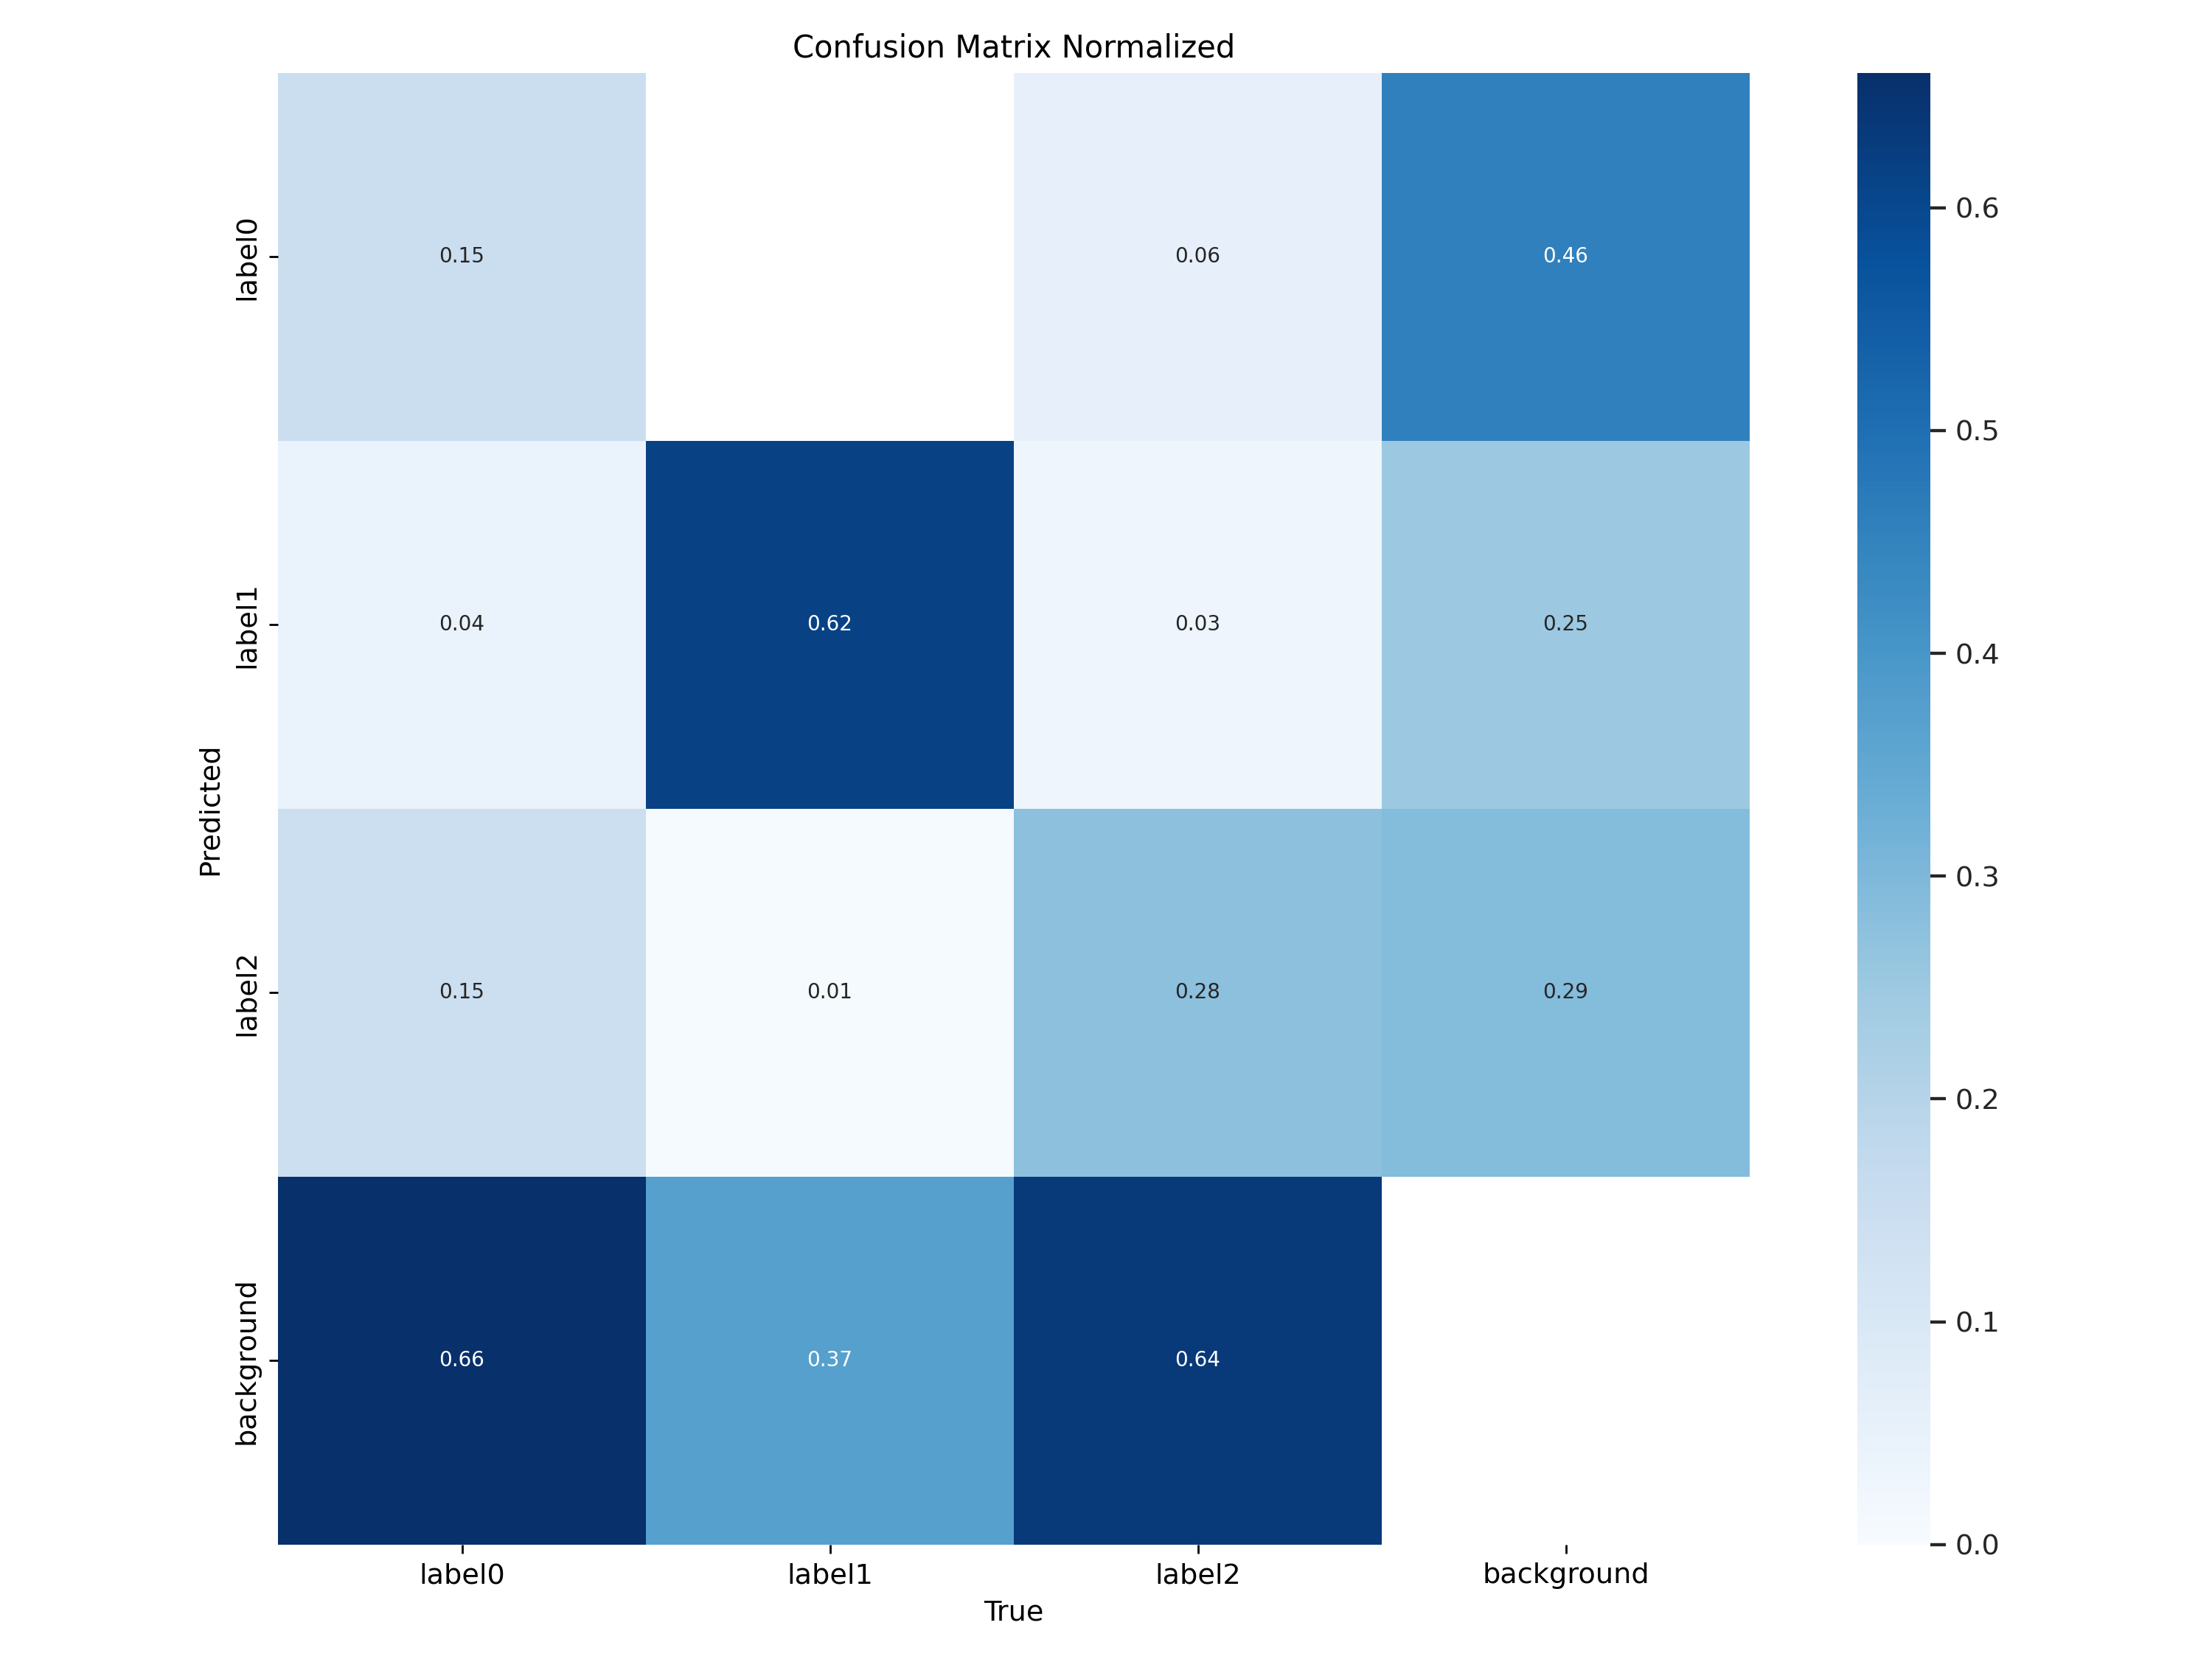 Confusion Matrix Normalized
label0
0.15
0.06
0.46
label1
0.04
0.62
0.03
0.25
label2
0.15
0.01
0.28
0.29
background
0.66
0.37
0.64
label0
label1
label2
background
True
Predicted
0.6
0.5
0.4
0.3
0.2
0.1
0.0